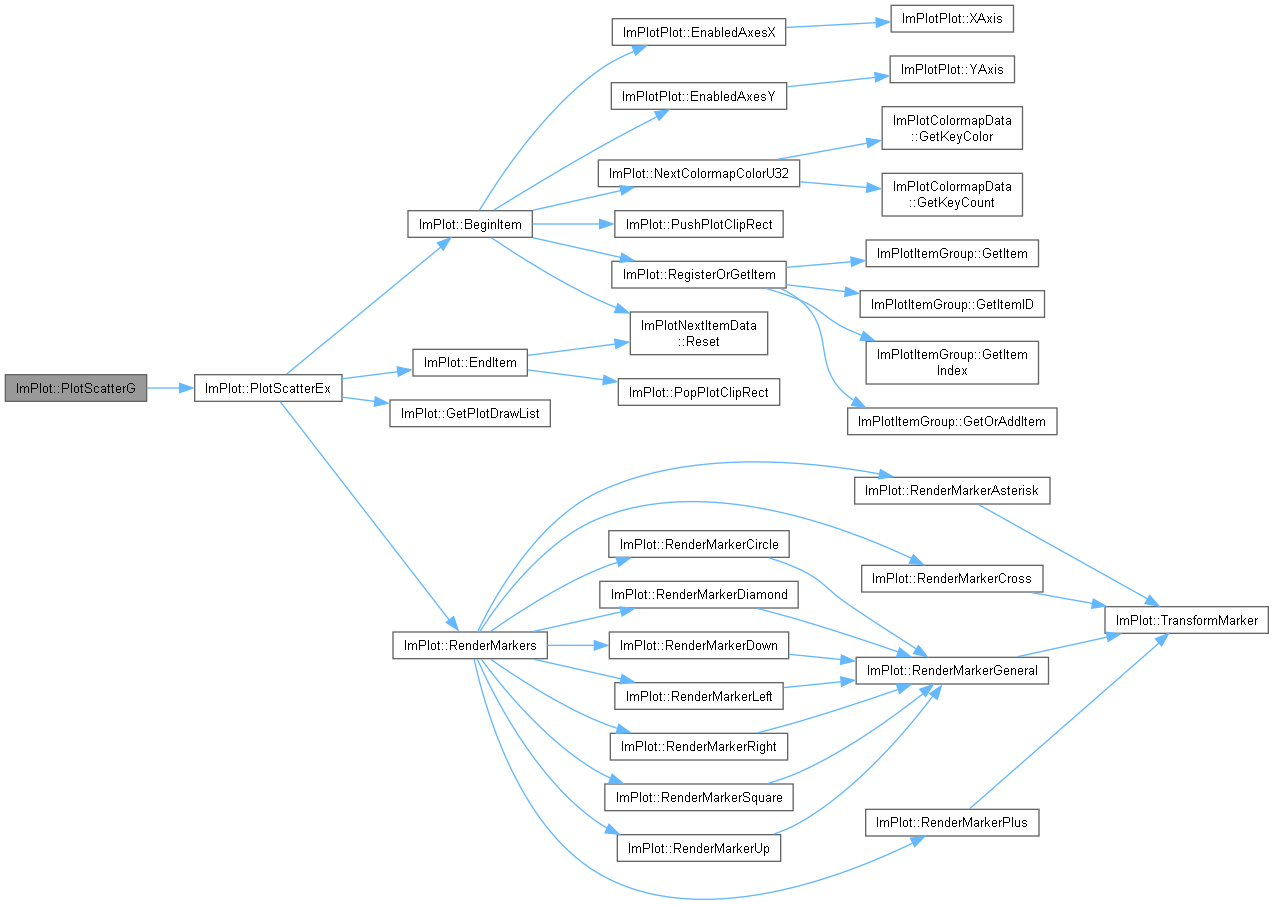 ImPlotPlot::XAxis
ImPlotPlot::EnabledAxesX
ImPlotPlot::YAxis
ImPlotPlot::EnabledAxesY
ImPlotColormapData
::GetKeyColor
ImPlot::NextColormapColorU32
ImPlotColormapData
::GetKeyCount
ImPlot::BeginItem
ImPlot::PushPlotClipRect
ImPlotItemGroup::GetItem
ImPlot::RegisterOrGetItem
ImPlotItemGroup::GetItemID
ImPlotNextItemData
::Reset
ImPlotItemGroup::GetItem
Index
ImPlot::EndItem
ImPlot::PlotScatterG
ImPlot::PlotScatterEx
ImPlot::PopPlotClipRect
ImPlot::GetPlotDrawList
ImPlotItemGroup::GetOrAddItem
ImPlot::RenderMarkerAsterisk
ImPlot::RenderMarkerCircle
ImPlot::RenderMarkerCross
ImPlot::RenderMarkerDiamond
ImPlot::TransformMarker
ImPlot::RenderMarkers
ImPlot::RenderMarkerDown
ImPlot::RenderMarkerGeneral
ImPlot::RenderMarkerLeft
ImPlot::RenderMarkerRight
ImPlot::RenderMarkerSquare
ImPlot::RenderMarkerPlus
ImPlot::RenderMarkerUp